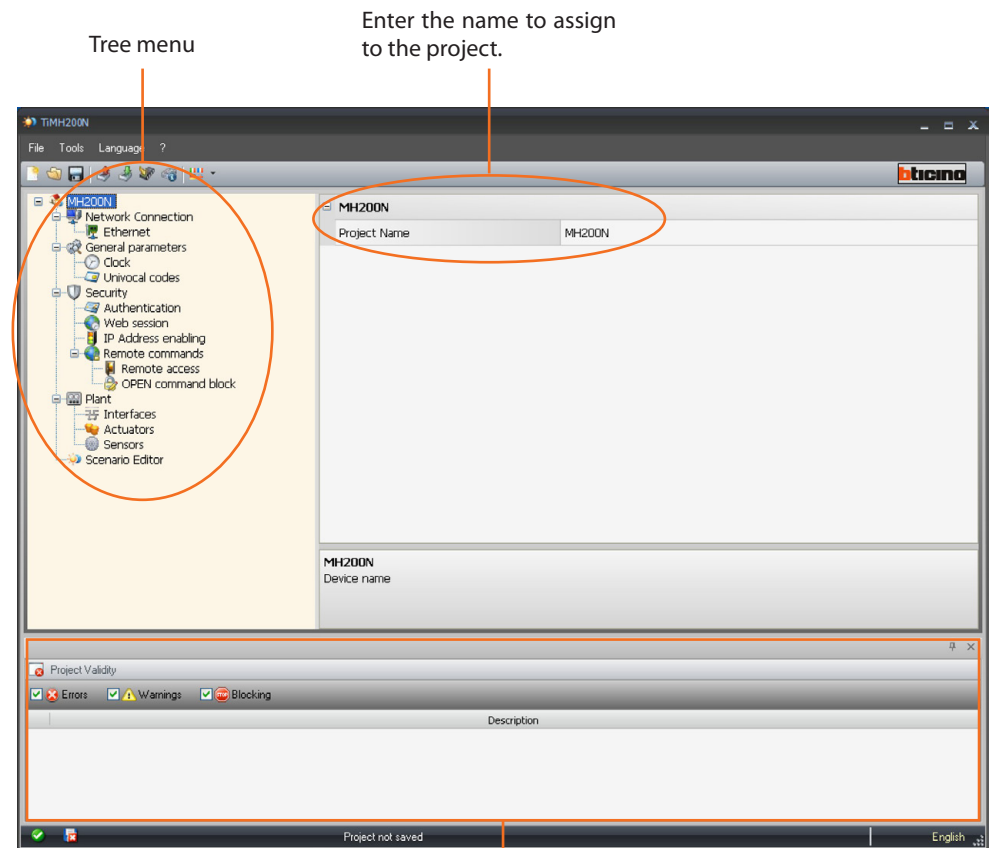 Tree menu
Enter the name to assign
to the project.
TiMH200N
File Tools Language ?
bticino
MH200N
Network Connection
Ethernet
General parameters
Clock
Univocal codes
Security
Authentication
Web session
IP Address enabling
Remote commands
Remote access
OPEN command block
Plant
Interfaces
Actuators
Sensors
Scenario Editor
MH200N
Project Name MH200N
MH200N
Device name
Project Validity
Errors Warnings STOP Blocking
Description
Project not saved
English